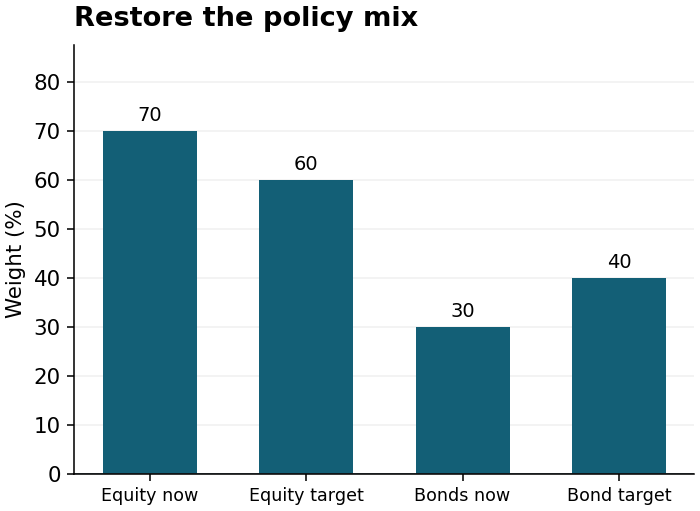 Restore the policy mix
Weight (%)
80
70
60
50
40
30
20
10
0
70
60
30
40
Equity now
Equity target
Bonds now
Bond target